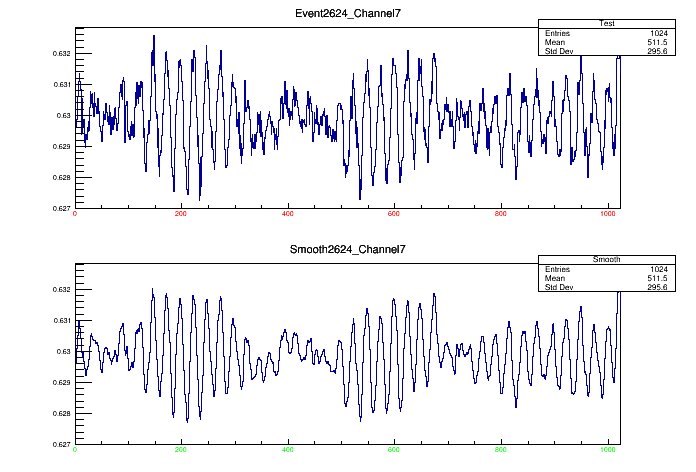 Event2624_Channel7
Test
Entries 1024
Mean 511.5
Std Dev 295.6
0.632
0.631
0.63
0.629
0.628
0.627
0 200 400 600 800 1000
Smooth2624_Channel7
Smooth
Entries 1024
Mean 511.5
Std Dev 295.6
0.632
0.631
0.63
0.629
0.628
0.627
0 200 400 600 800 1000